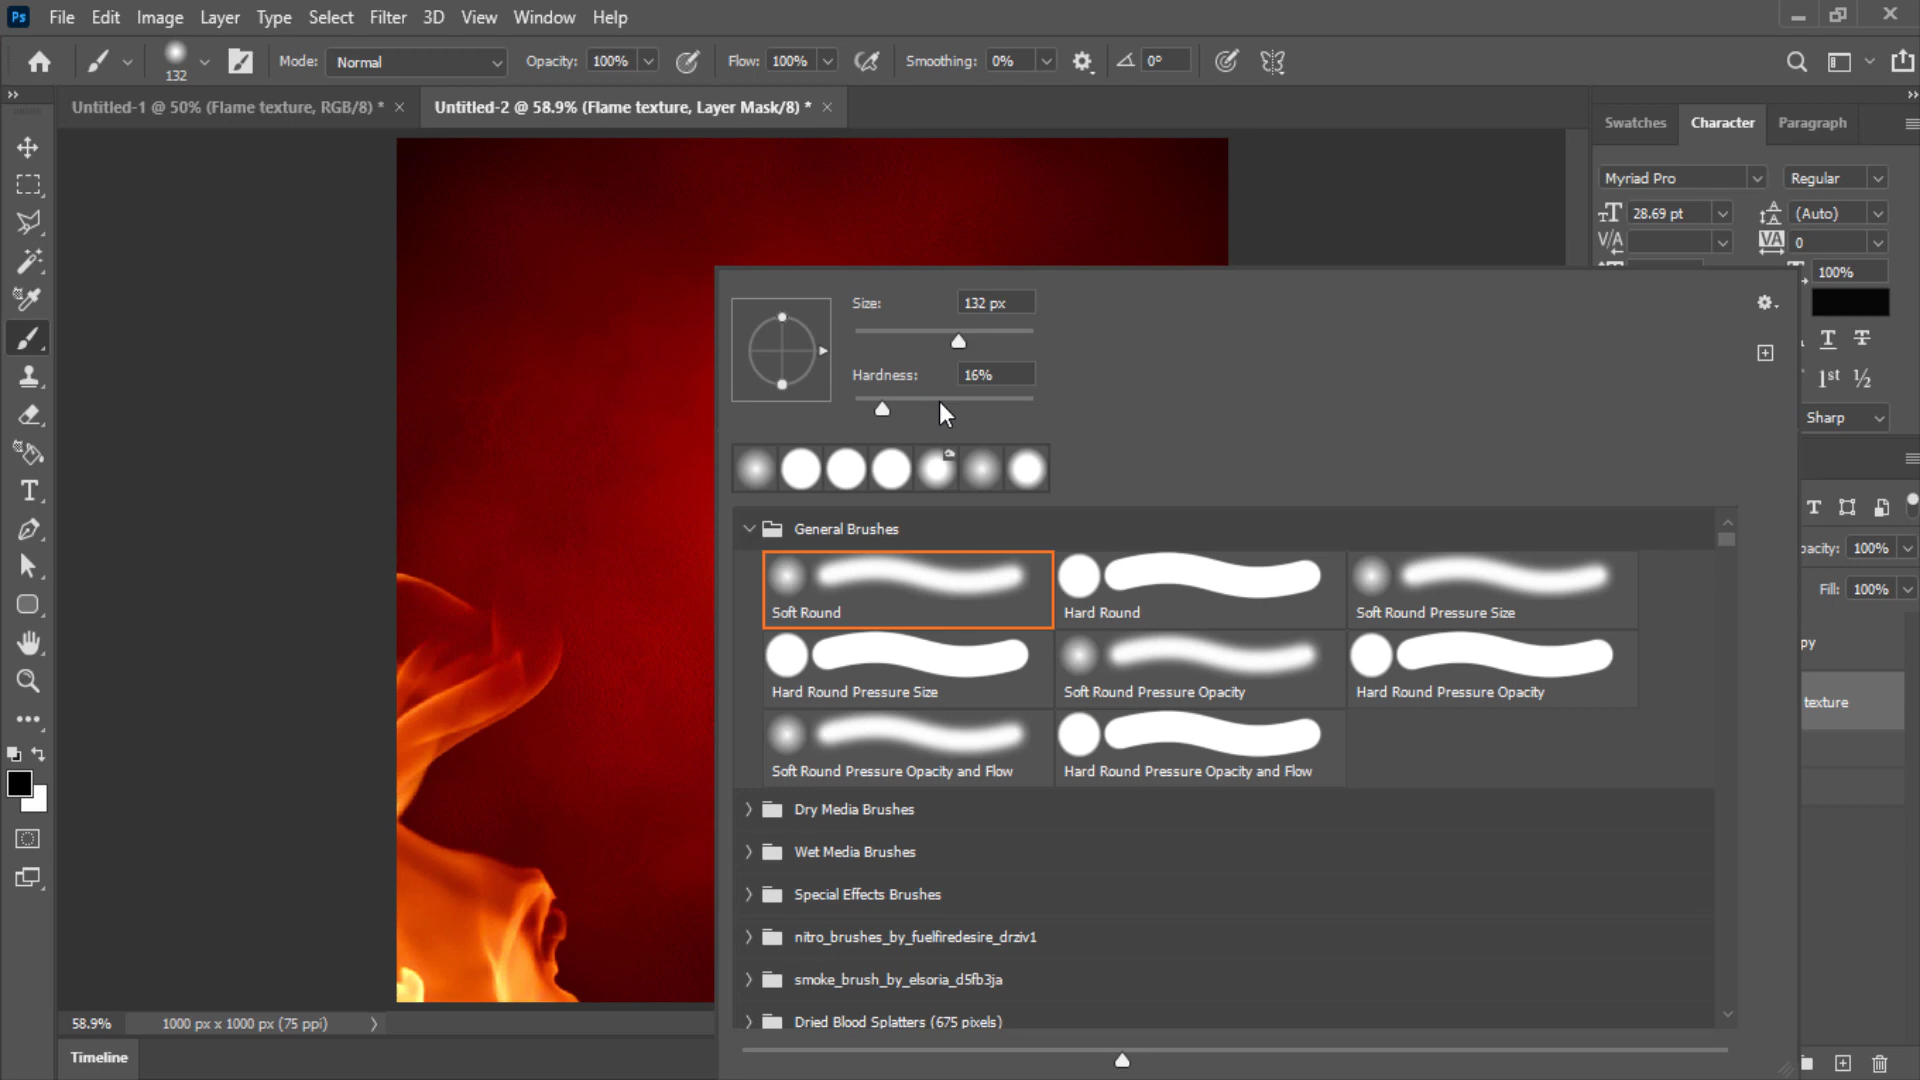 Ps File Edit Image Layer Type Select Filter 3D View Window Help
132 Mode: Normal Opacity: 100% Flow: 100% Smoothing: 0% 0°
Untitled-1 @ 50% (Flame texture, RGB/8) * Untitled-2 @ 58.9% (Flame texture, Layer Mask/8) *
Swatches Character Paragraph
Myriad Pro Regular
28.69 pt (Auto)
0
100%
Size: 132 px
Hardness: 16%
1st ½
Sharp
General Brushes
Soft Round Hard Round Soft Round Pressure Size
Hard Round Pressure Size Soft Round Pressure Opacity Hard Round Pressure Opacity
Soft Round Pressure Opacity and Flow Hard Round Pressure Opacity and Flow
Dry Media Brushes
Wet Media Brushes
Special Effects Brushes
nitro_brushes_by_fuelfiredesire_drziv1
smoke_brush_by_elsoria_d5fb3ja
Dried Blood Splatters (675 pixels)
pacity: 100%
Fill: 100%
py
texture
58.9% 1000 px x 1000 px (75 ppi)
Timeline